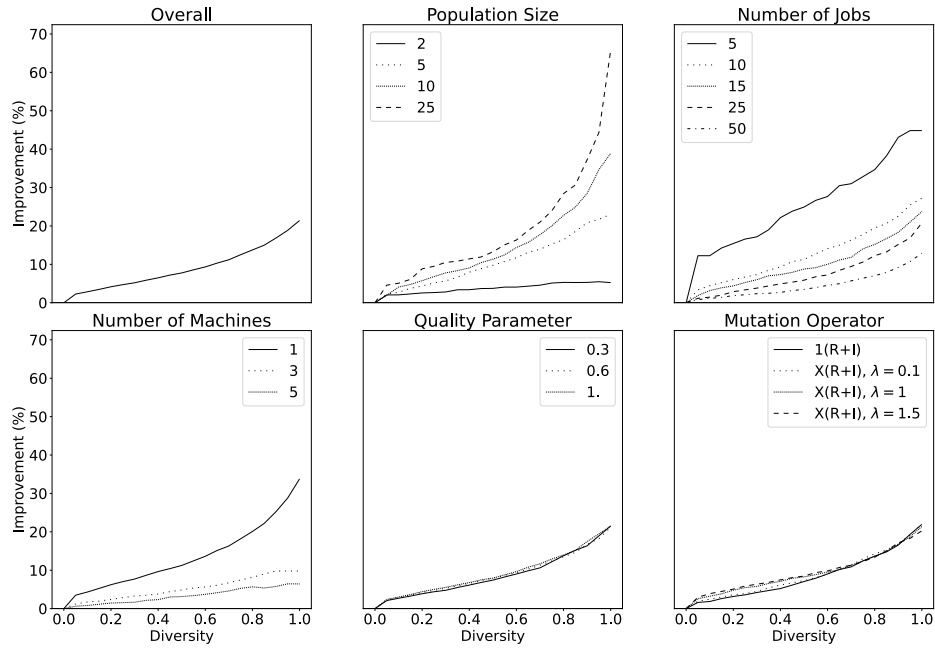 Overall
Population Size
Number of Jobs
Improvement (%)
70
60
50
40
30
20
10
0
2
5
10
25
5
10
15
25
50
Number of Machines
Quality Parameter
Mutation Operator
Improvement (%)
70
60
50
40
30
20
10
0
1
3
5
0.3
0.6
1.
1(R+I)
X(R+I), λ = 0.1
X(R+I), λ = 1
X(R+I), λ = 1.5
0.0 0.2 0.4 0.6 0.8 1.0
Diversity
0.0 0.2 0.4 0.6 0.8 1.0
Diversity
0.0 0.2 0.4 0.6 0.8 1.0
Diversity